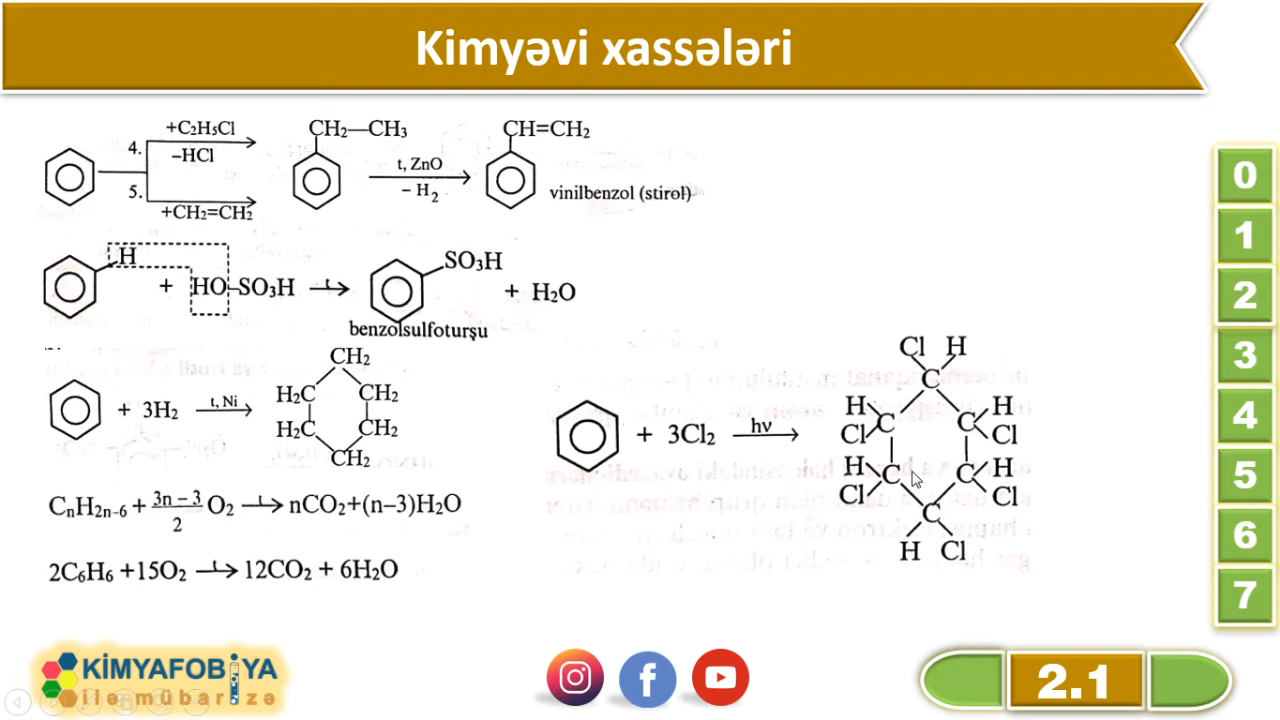 Kimyəvi xassələri
4. +C₂H₅Cl
–HCl
5. +CH₂=CH₂
CH₂—CH₃
t, ZnO
– H₂
CH=CH₂
vinilbenzol (stirol)
H
+ HO–SO₃H t→
SO₃H
+ H₂O
benzolsulfoturşu
+ 3H₂ t, Ni →
CH₂
H₂C CH₂
H₂C CH₂
CH₂
+ 3Cl₂ hν →
Cl H
C
H C C H
Cl Cl
H C C H
Cl Cl
C
H Cl
CₙH₂ₙ₋₆ + 3n – 3/2 O₂ t→ nCO₂+(n–3)H₂O
2C₆H₆ +15O₂ t→ 12CO₂ + 6H₂O
0
1
2
3
4
5
6
7
KİMYAFOBİYA
ilə mübarizə
2.1